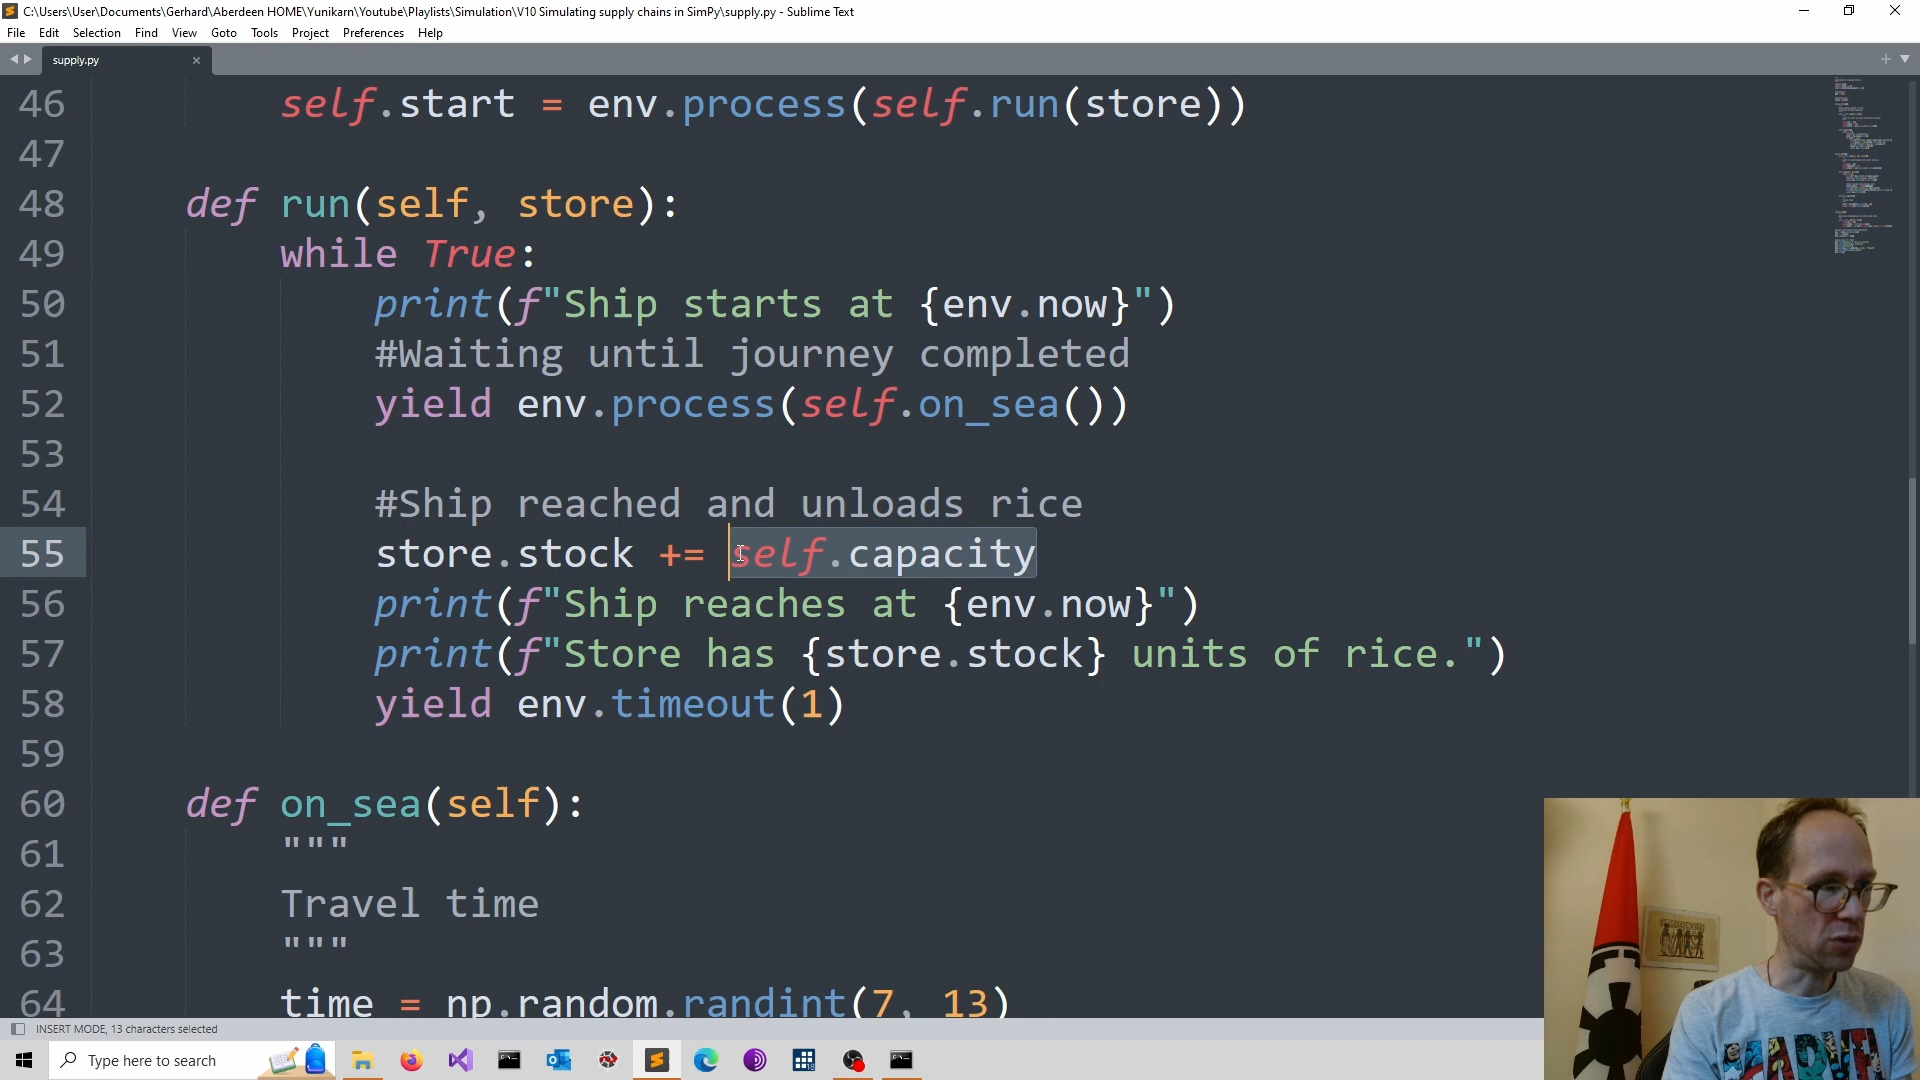 C:\Users\User\Documents\Gerhard\Aberdeen HOME\Yunikarn\Youtube\Playlists\Simulation\V10 Simulating supply chains in SimPy\supply.py - Sublime Text
File Edit Selection Find View Goto Tools Project Preferences Help
supply.py
46 self.start = env.process(self.run(store))
47
48 def run(self, store):
49 while True:
50 print(f"Ship starts at {env.now}")
51 #Waiting until journey completed
52 yield env.process(self.on_sea())
53
54 #Ship reached and unloads rice
55 store.stock += self.capacity
56 print(f"Ship reaches at {env.now}")
57 print(f"Store has {store.stock} units of rice.")
58 yield env.timeout(1)
59
60 def on_sea(self):
61 """
62 Travel time
63 """
64 time = np.random.randint(7, 13)
INSERT MODE, 13 characters selected
Type here to search